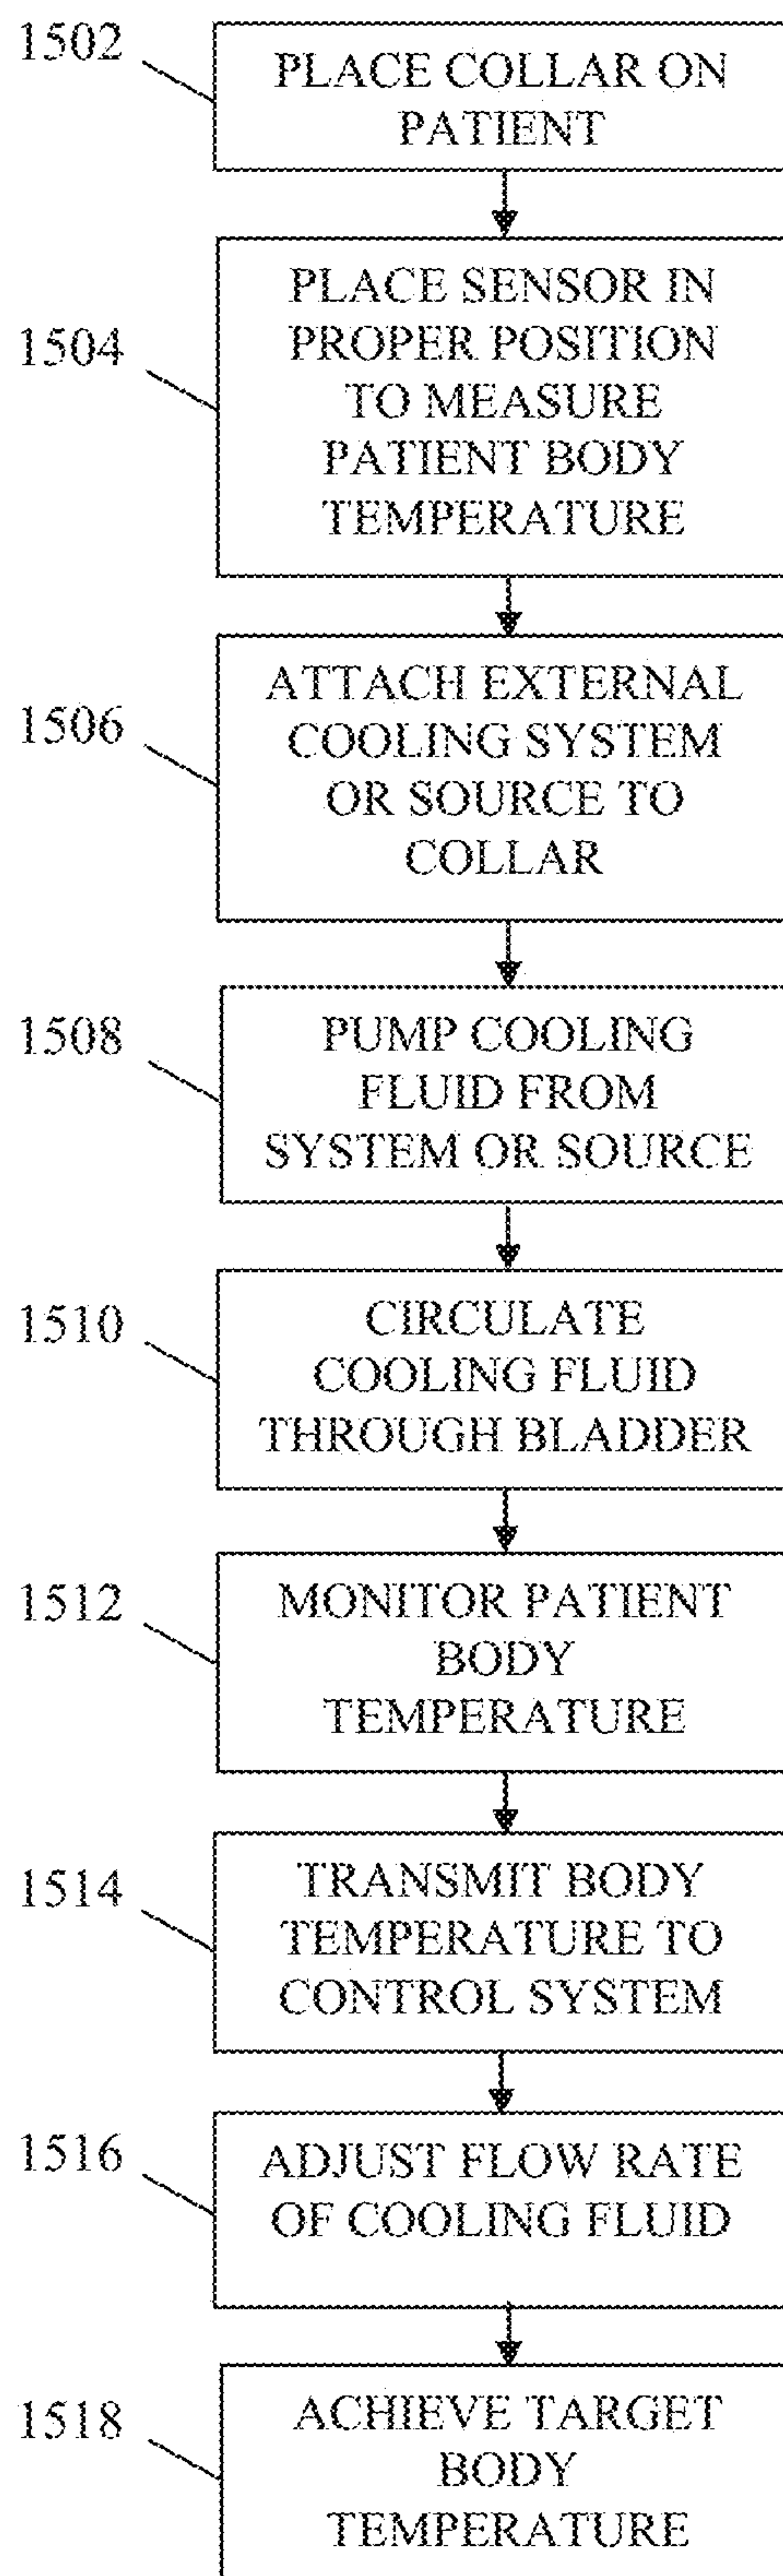 1502
PLACE COLLAR ON
PATIENT
1504
PLACE SENSOR IN
PROPER POSITION
TO MEASURE
PATIENT BODY
TEMPERATURE
1506
ATTACH EXTERNAL
COOLING SYSTEM
OR SOURCE TO
COLLAR
1508
PUMP COOLING
FLUID FROM
SYSTEM OR SOURCE
1510
CIRCULATE
COOLING FLUID
THROUGH BLADDER
1512
MONITOR PATIENT
BODY
TEMPERATURE
1514
TRANSMIT BODY
TEMPERATURE TO
CONTROL SYSTEM
1516
ADJUST FLOW RATE
OF COOLING FLUID
1518
ACHIEVE TARGET
BODY
TEMPERATURE